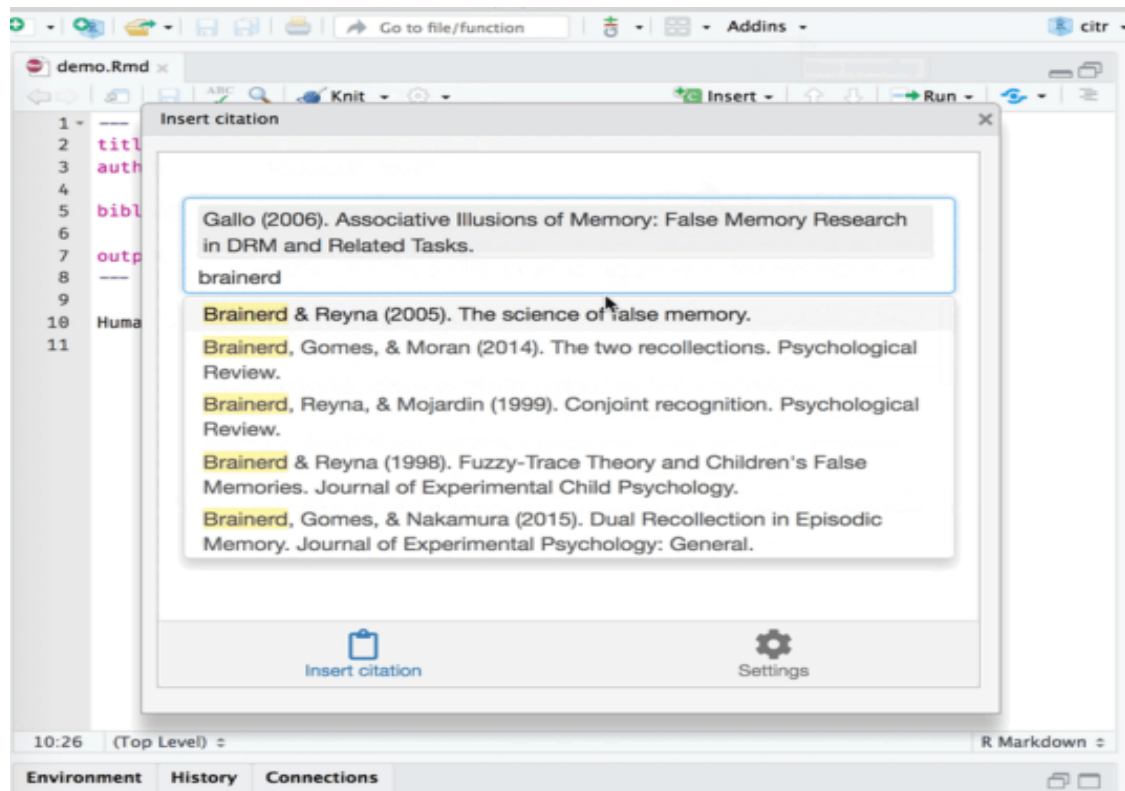 Go to file/function
Addins
citr
demo.Rmd
ABC
Knit
Insert
Run
Insert citation
1 ---
2 titl
3 auth
4
5 bibl
6
7 outp
8 ---
9
10 Huma
11
Gallo (2006). Associative Illusions of Memory: False Memory Research
in DRM and Related Tasks.
brainerd
Brainerd & Reyna (2005). The science of false memory.
Brainerd, Gomes, & Moran (2014). The two recollections. Psychological
Review.
Brainerd, Reyna, & Mojardin (1999). Conjoint recognition. Psychological
Review.
Brainerd & Reyna (1998). Fuzzy-Trace Theory and Children's False
Memories. Journal of Experimental Child Psychology.
Brainerd, Gomes, & Nakamura (2015). Dual Recollection in Episodic
Memory. Journal of Experimental Psychology: General.
Insert citation
Settings
10:26 (Top Level)
R Markdown
Environment History Connections